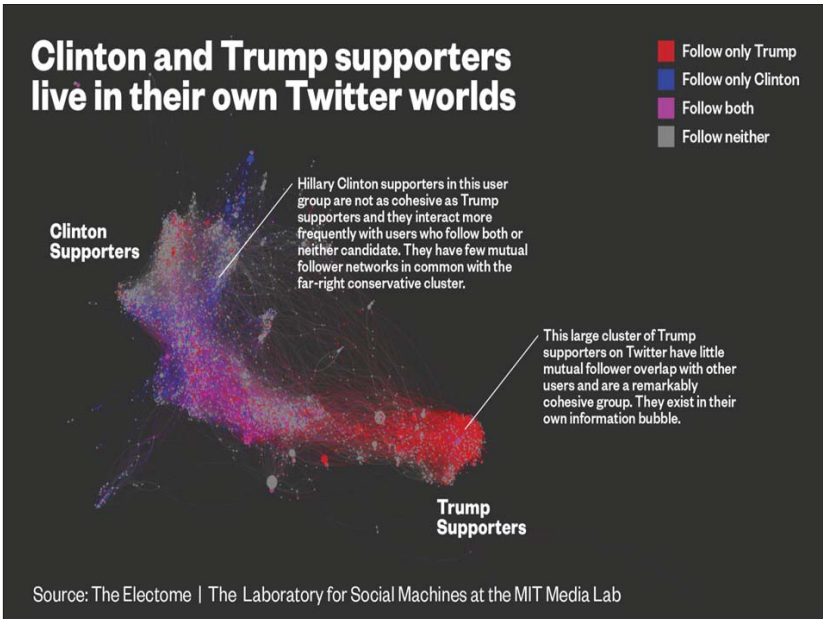 Clinton and Trump supporters
live in their own Twitter worlds
Follow only Trump
Follow only Clinton
Follow both
Follow neither
Hillary Clinton supporters in this user
group are not as cohesive as Trump
supporters and they interact more
frequently with users who follow both or
neither candidate. They have few mutual
follower networks in common with the
far-right conservative cluster.
Clinton
Supporters
This large cluster of Trump
supporters on Twitter have little
mutual follower overlap with other
users and are a remarkably
cohesive group. They exist in their
own information bubble.
Trump
Supporters
Source: The Electome | The Laboratory for Social Machines at the MIT Media Lab